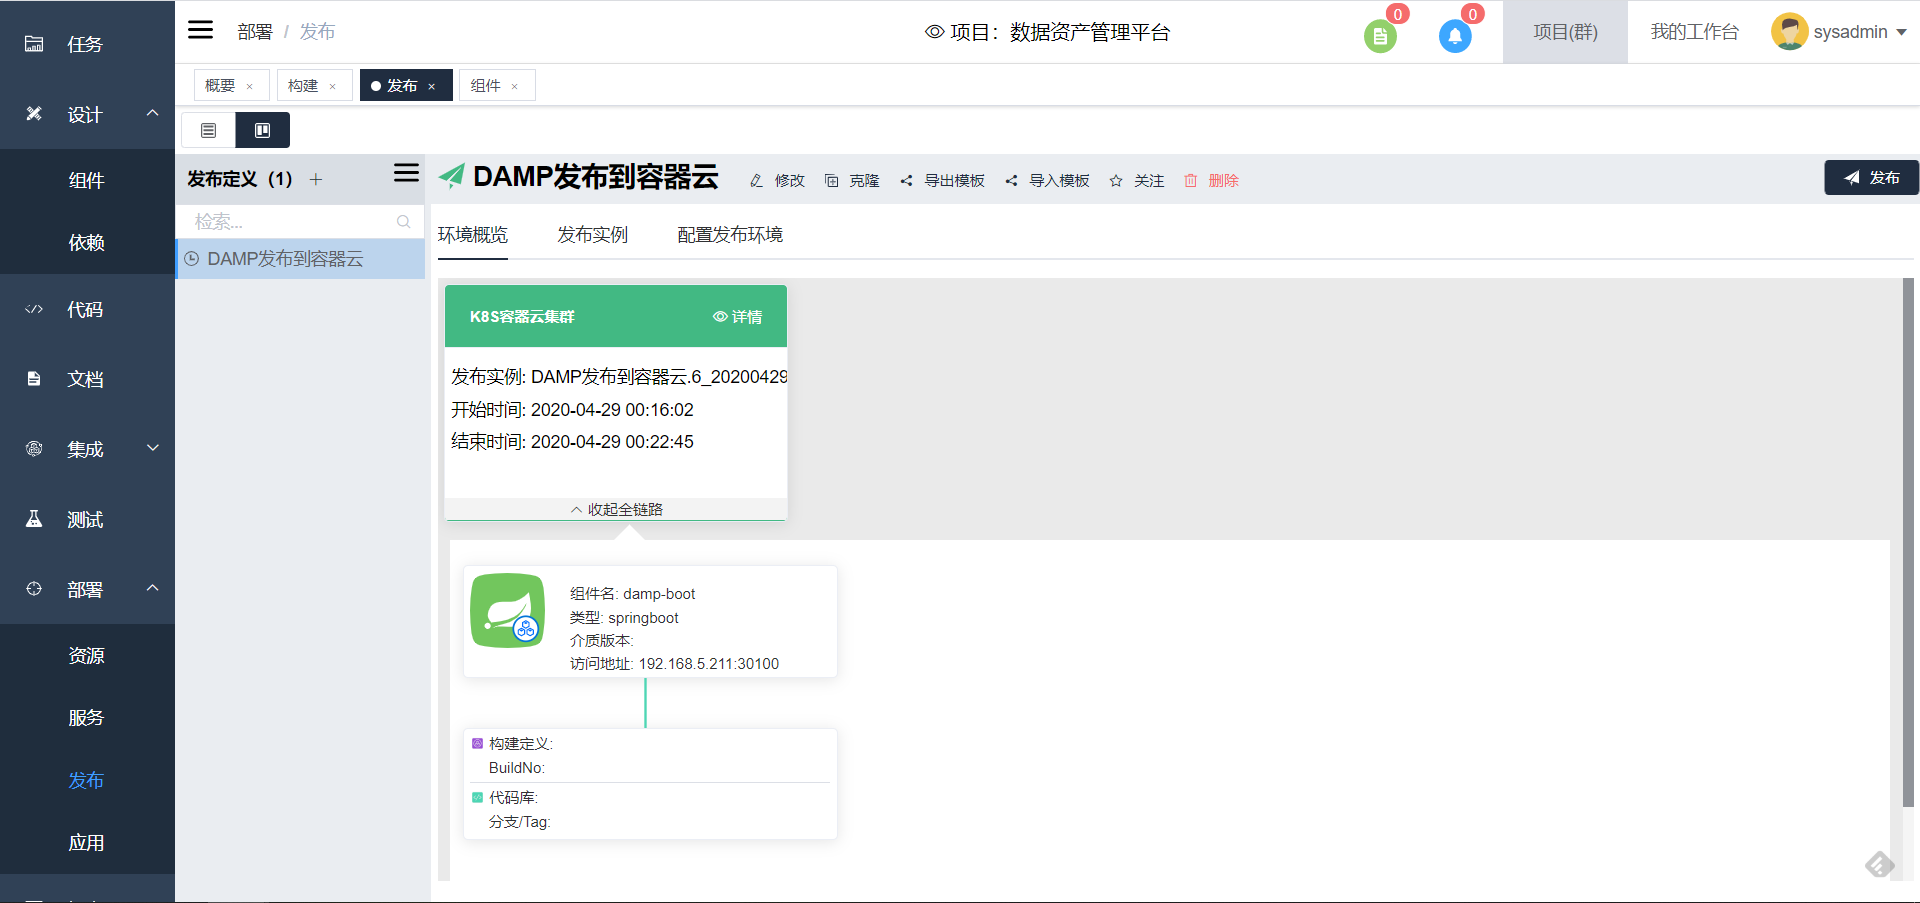 部署 / 发布
项目：数据资产管理平台
0
0
项目(群)
我的工作台
sysadmin
概要 ×
构建 ×
发布 ×
组件 ×
任务
设计
组件
依赖
代码
文档
集成
测试
部署
资源
服务
发布
应用
发布定义（1） +
检索...
DAMP发布到容器云
DAMP发布到容器云
修改
克隆
导出模板
导入模板
关注
删除
发布
环境概览
发布实例
配置发布环境
K8S容器云集群
详情
发布实例: DAMP发布到容器云.6_20200429
开始时间: 2020-04-29 00:16:02
结束时间: 2020-04-29 00:22:45
收起全链路
组件名: damp-boot
类型: springboot
介质版本:
访问地址: 192.168.5.211:30100
构建定义:
BuildNo:
代码库:
分支/Tag: